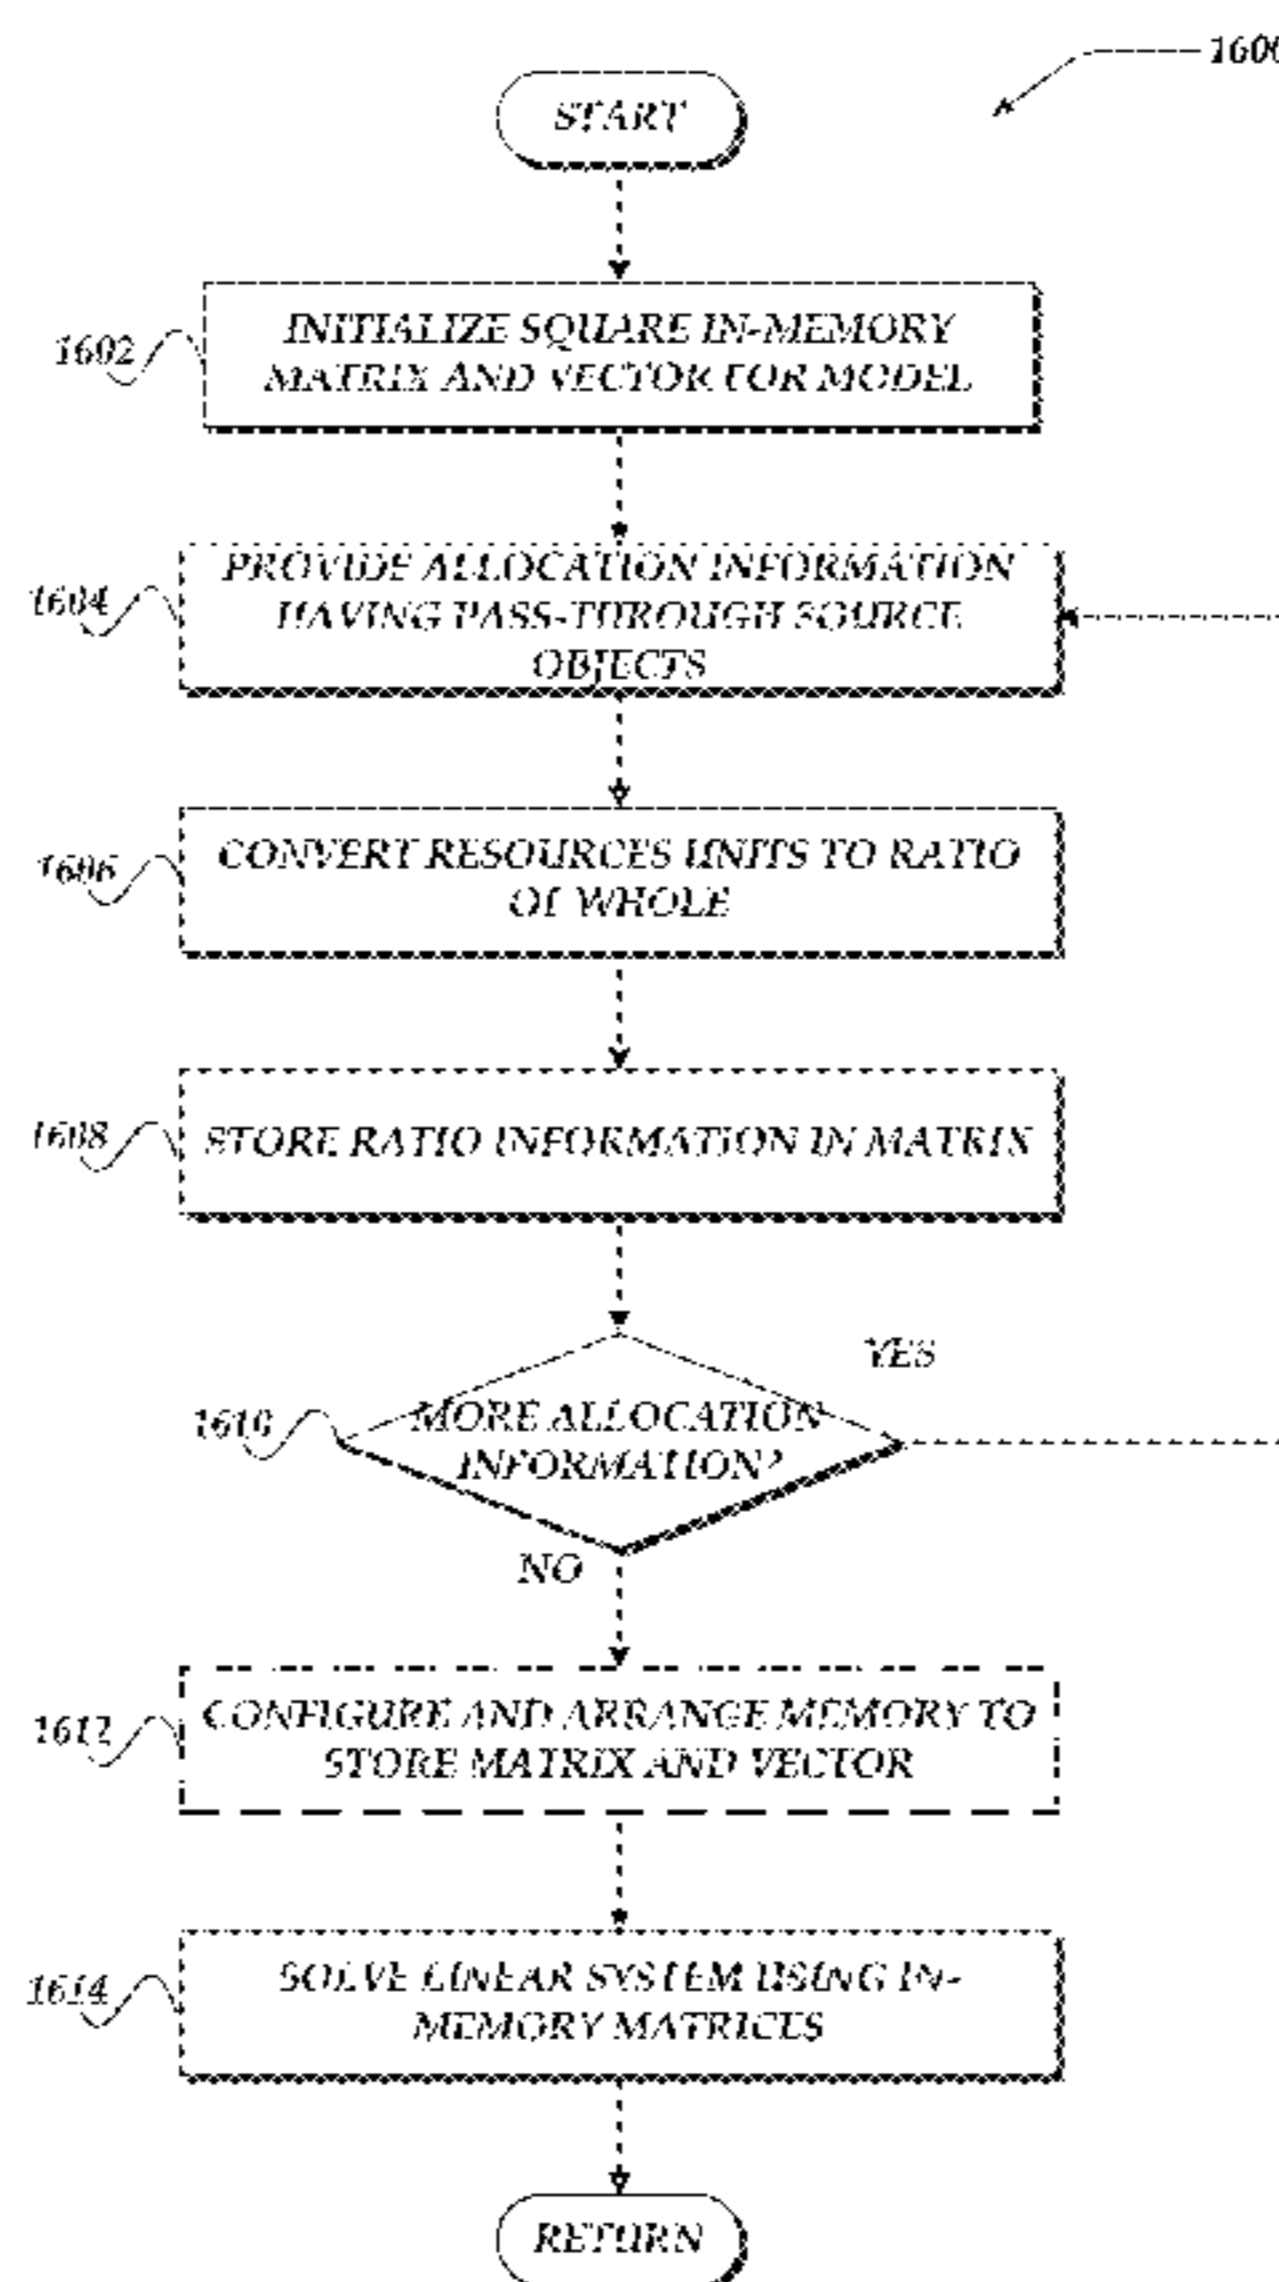 1600
START
1602
INITIALIZE SQUARE IN-MEMORY
MATRIX AND VECTOR FOR MODEL
1604
PROVIDE ALLOCATION INFORMATION
HAVING PASS-THROUGH SOURCE
OBJECTS
1606
CONVERT RESOURCES UNITS TO RATIO
OF WHOLE
1608
STORE RATIO INFORMATION IN MATRIX
YES
1610
MORE ALLOCATION
INFORMATION?
NO
1612
CONFIGURE AND ARRANGE MEMORY TO
STORE MATRIX AND VECTOR
1614
SOLVE LINEAR SYSTEM USING IN-
MEMORY MATRICES
RETURN